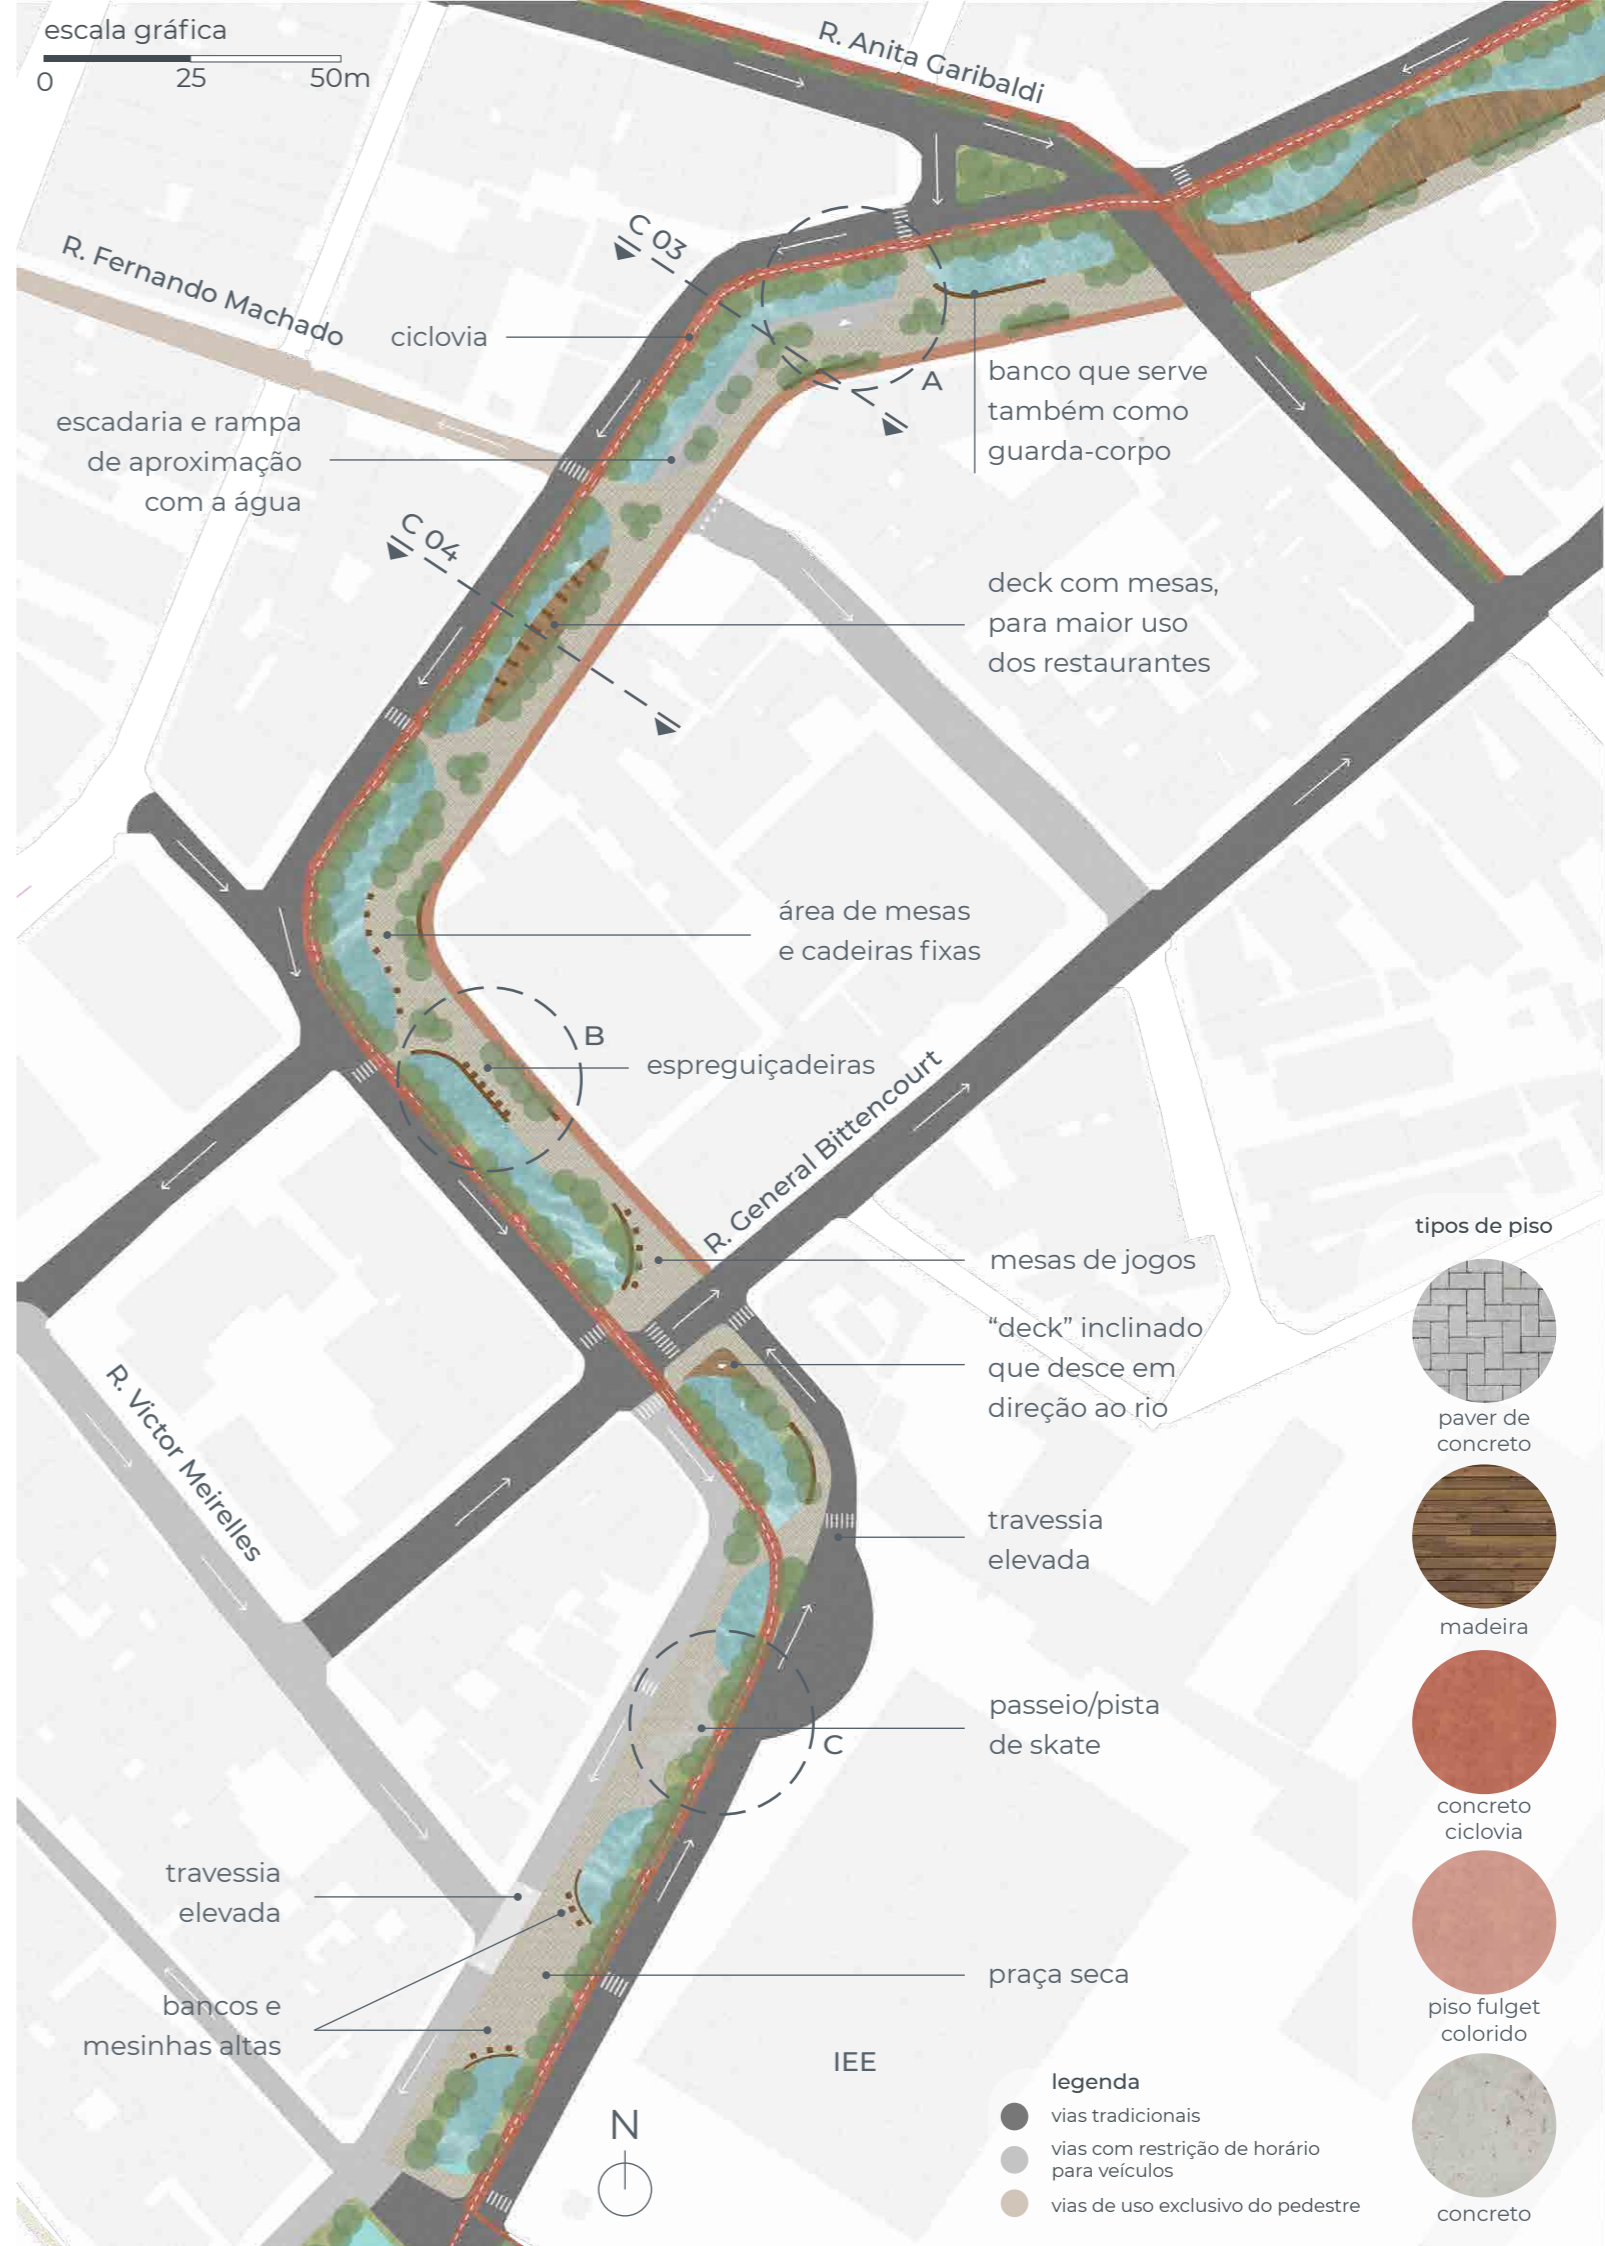 escala gráfica
0
25
50m
R. Anita Garibaldi
C 03
R. Fernando Machado
ciclovia
A
banco que serve
também como
guarda-corpo
escadaria e rampa
de aproximação
com a água
C 04
deck com mesas,
para maior uso
dos restaurantes
área de mesas
e cadeiras fixas
B
espreguiçadeiras
R. General Bittencourt
mesas de jogos
“deck” inclinado
que desce em
direção ao rio
R. Victor Meirelles
travessia
elevada
passeio/pista
de skate
C
travessia
elevada
bancos e
mesinhas altas
praça seca
IEE
N
legenda
vias tradicionais
vias com restrição de horário
para veículos
vias de uso exclusivo do pedestre
tipos de piso
paver de
concreto
madeira
concreto
ciclovia
piso fulget
colorido
concreto